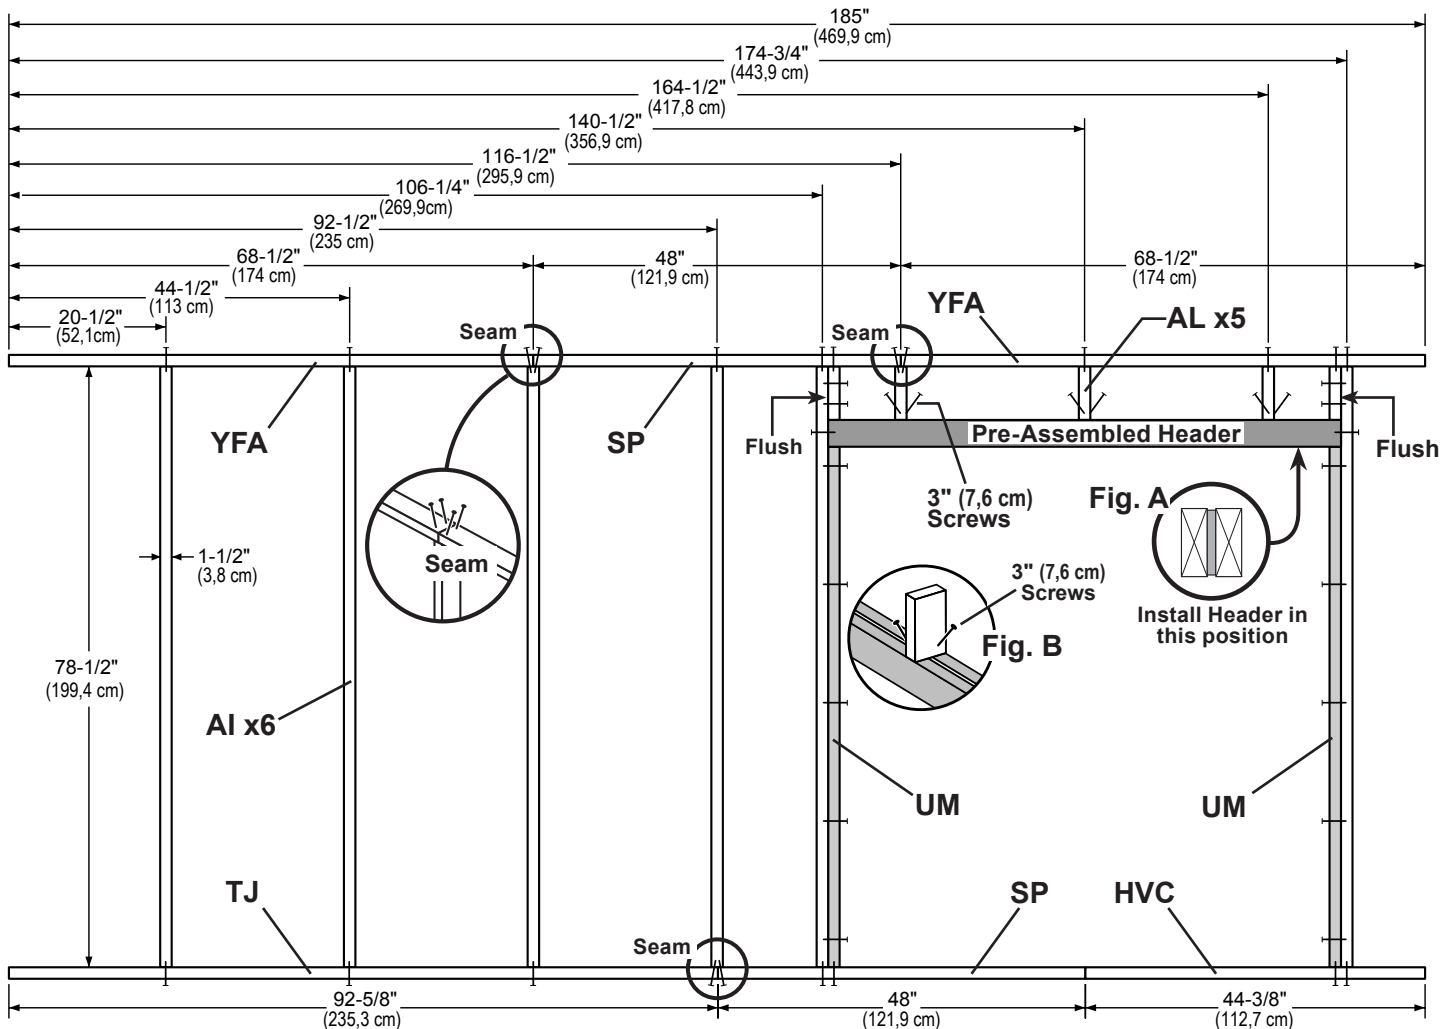 185"
(469,9 cm)
174-3/4"
(443,9 cm)
164-1/2"
(417,8 cm)
140-1/2"
(356,9 cm)
116-1/2"
(295,9 cm)
106-1/4"
(269,9cm)
92-1/2"
(235 cm)
68-1/2"
(174 cm)
48"
(121,9 cm)
68-1/2"
(174 cm)
44-1/2"
(113 cm)
20-1/2"
(52,1cm)
Seam
Seam
YFA
AL x5
YFA
SP
Flush
Pre-Assembled Header
Flush
3" (7,6 cm)
Screws
Fig. A
Seam
1-1/2"
(3,8 cm)
3" (7,6 cm)
Screws
Fig. B
Install Header in
this position
78-1/2"
(199,4 cm)
AI x6
UM
UM
TJ
SP
HVC
Seam
92-5/8"
(235,3 cm)
48"
(121,9 cm)
44-3/8"
(112,7 cm)